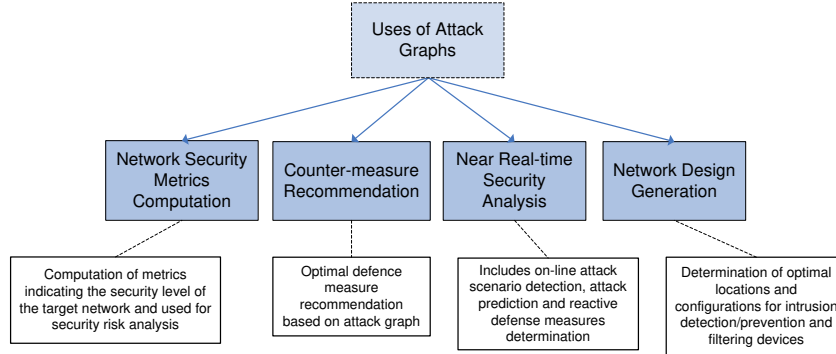 Uses of Attack
Graphs
Network Security
Metrics
Computation
Counter-measure
Recommendation
Near Real-time
Security
Analysis
Network Design
Generation
Computation of metrics
indicating the security level of
the target network and used for
security risk analysis
Optimal defence
measure
recommendation
based on attack graph
Includes on-line attack
scenario detection, attack
prediction and reactive
defense measures
determination
Determination of optimal
locations and
configurations for intrusion
detection/prevention and
filtering devices